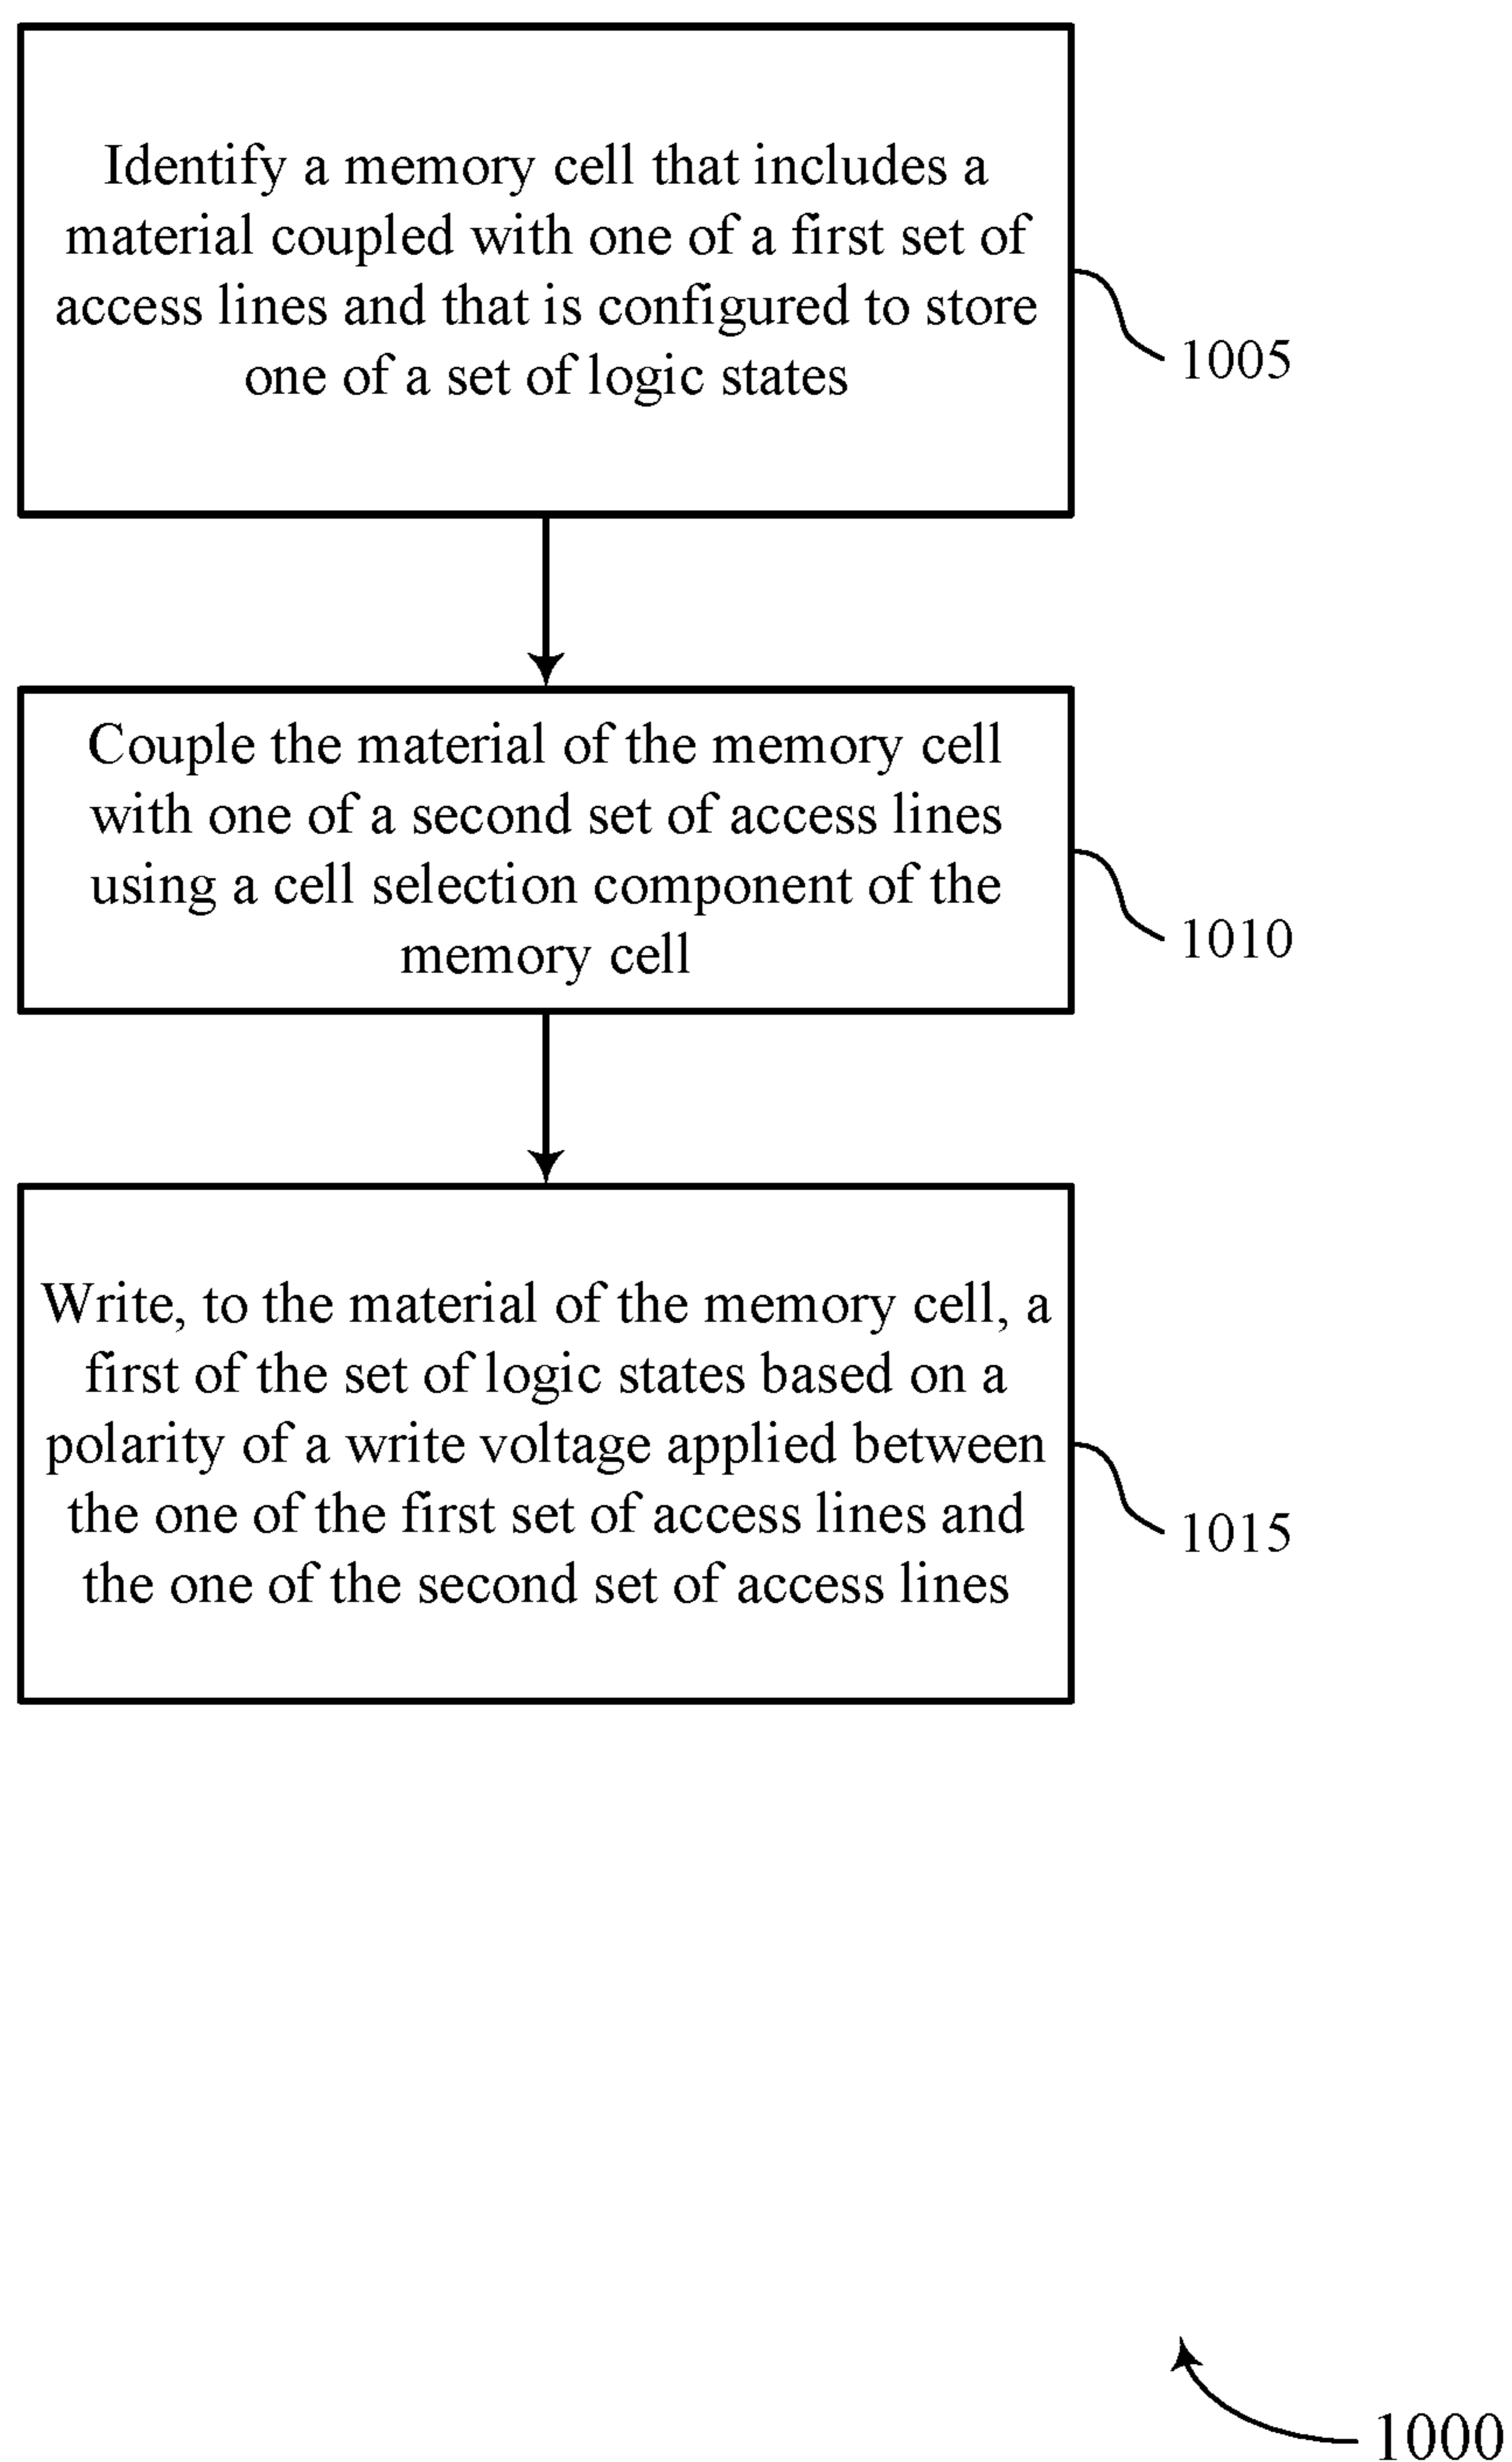 Identify a memory cell that includes a
material coupled with one of a first set of
access lines and that is configured to store
one of a set of logic states
1005
Couple the material of the memory cell
with one of a second set of access lines
using a cell selection component of the
memory cell
1010
Write, to the material of the memory cell, a
first of the set of logic states based on a
polarity of a write voltage applied between
the one of the first set of access lines and
the one of the second set of access lines
1015
1000